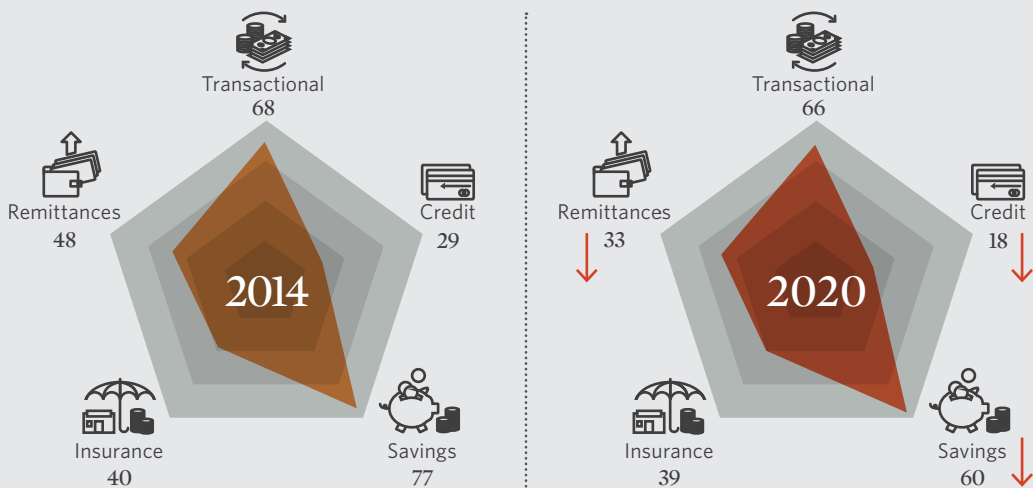 Transactional
68
Remittances
48
Credit
29
2014
Insurance
40
Savings
77
Transactional
66
Remittances
33
Credit
18
2020
Insurance
39
Savings
60